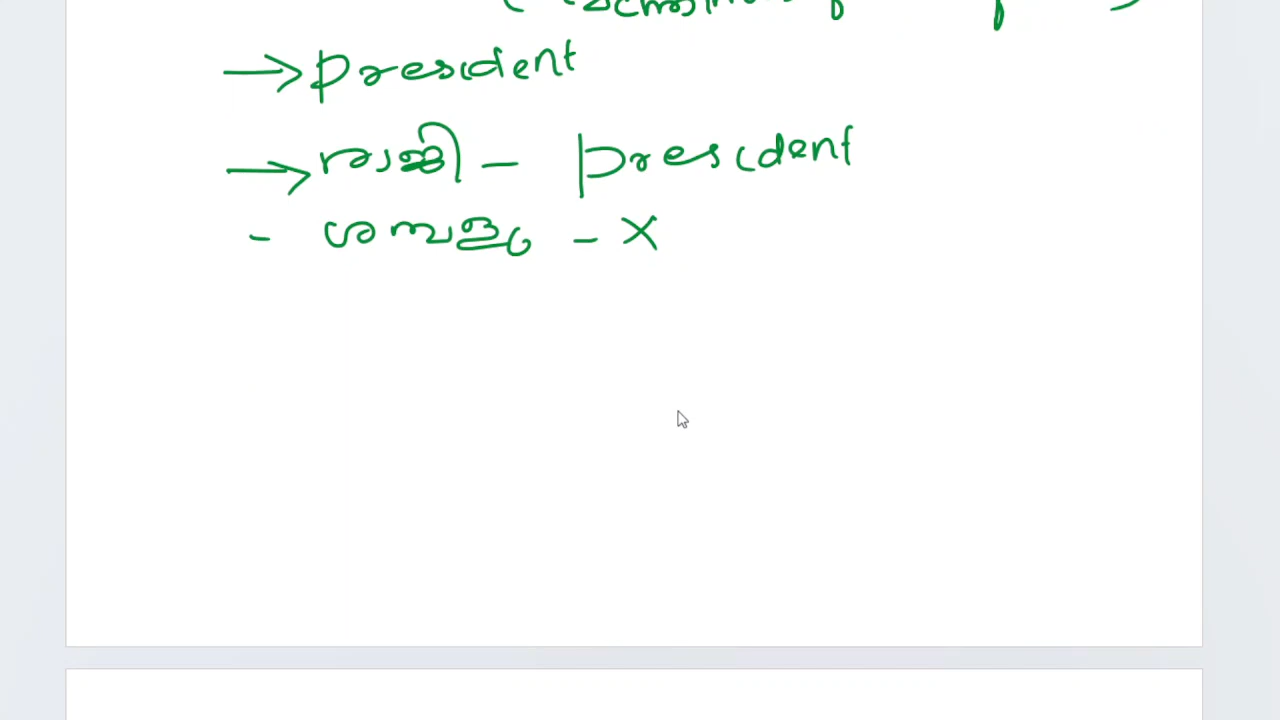 → President
→ രാജി - President
- ശമ്പളം - X